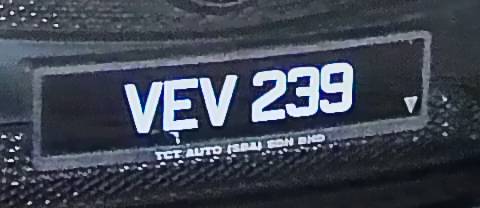 VEV 239
TCT AUTO (SBA) SDN BHD